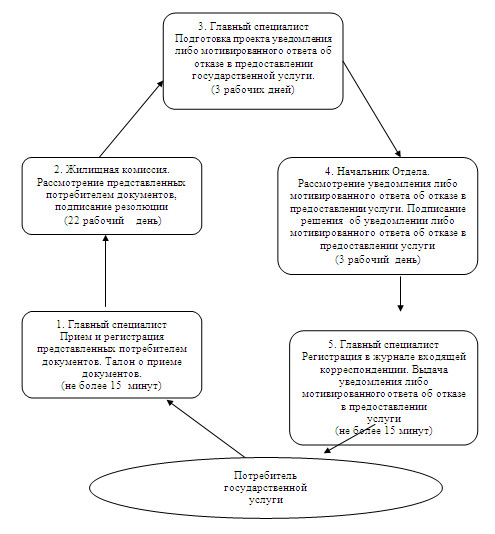 3. Главный специалист
Подготовка проекта уведомления
либо мотивированного ответа об
отказе в предоставлении
государственной услуги.
(3 рабочих дней)
2. Жилищная комиссия.
Рассмотрение представленных
потребителем документов,
подписание резолюции
(22 рабочий день)
4. Начальник Отдела.
Рассмотрение уведомления либо
мотивированного ответа об отказе в
предоставлении услуги. Подписание
решения об уведомлении либо
мотивированного ответа об отказе в
предоставлении услуги
(3 рабочий день)
1. Главный специалист
Прием и регистрация
представленных потребителем
документов. Талон о приеме
документов.
(не более 15 минут)
5. Главный специалист
Регистрация в журнале входящей
корреспонденции. Выдача
уведомления либо
мотивированного ответа об отказе
в предоставлении
услуги
(не более 15 минут)
Потребитель
государственной
услуги